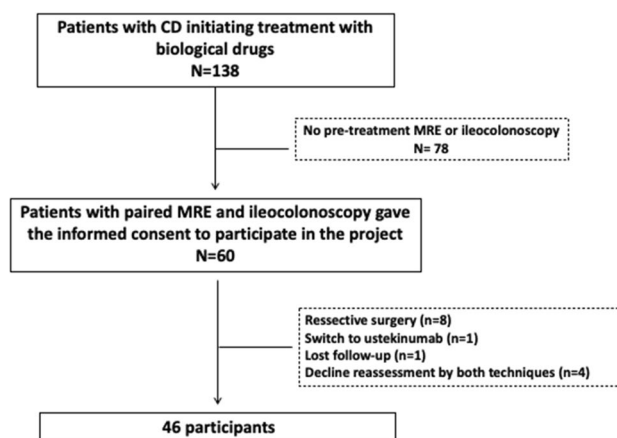 Patients with CD initiating treatment with
biological drugs
N=138
No pre-treatment MRE or ileocolonoscopy
N= 78
Patients with paired MRE and ileocolonoscopy gave
the informed consent to participate in the project
N=60
Ressective surgery (n=8)
Switch to ustekinumab (n=1)
Lost follow-up (n=1)
Decline reassessment by both techniques (n=4)
46 participants